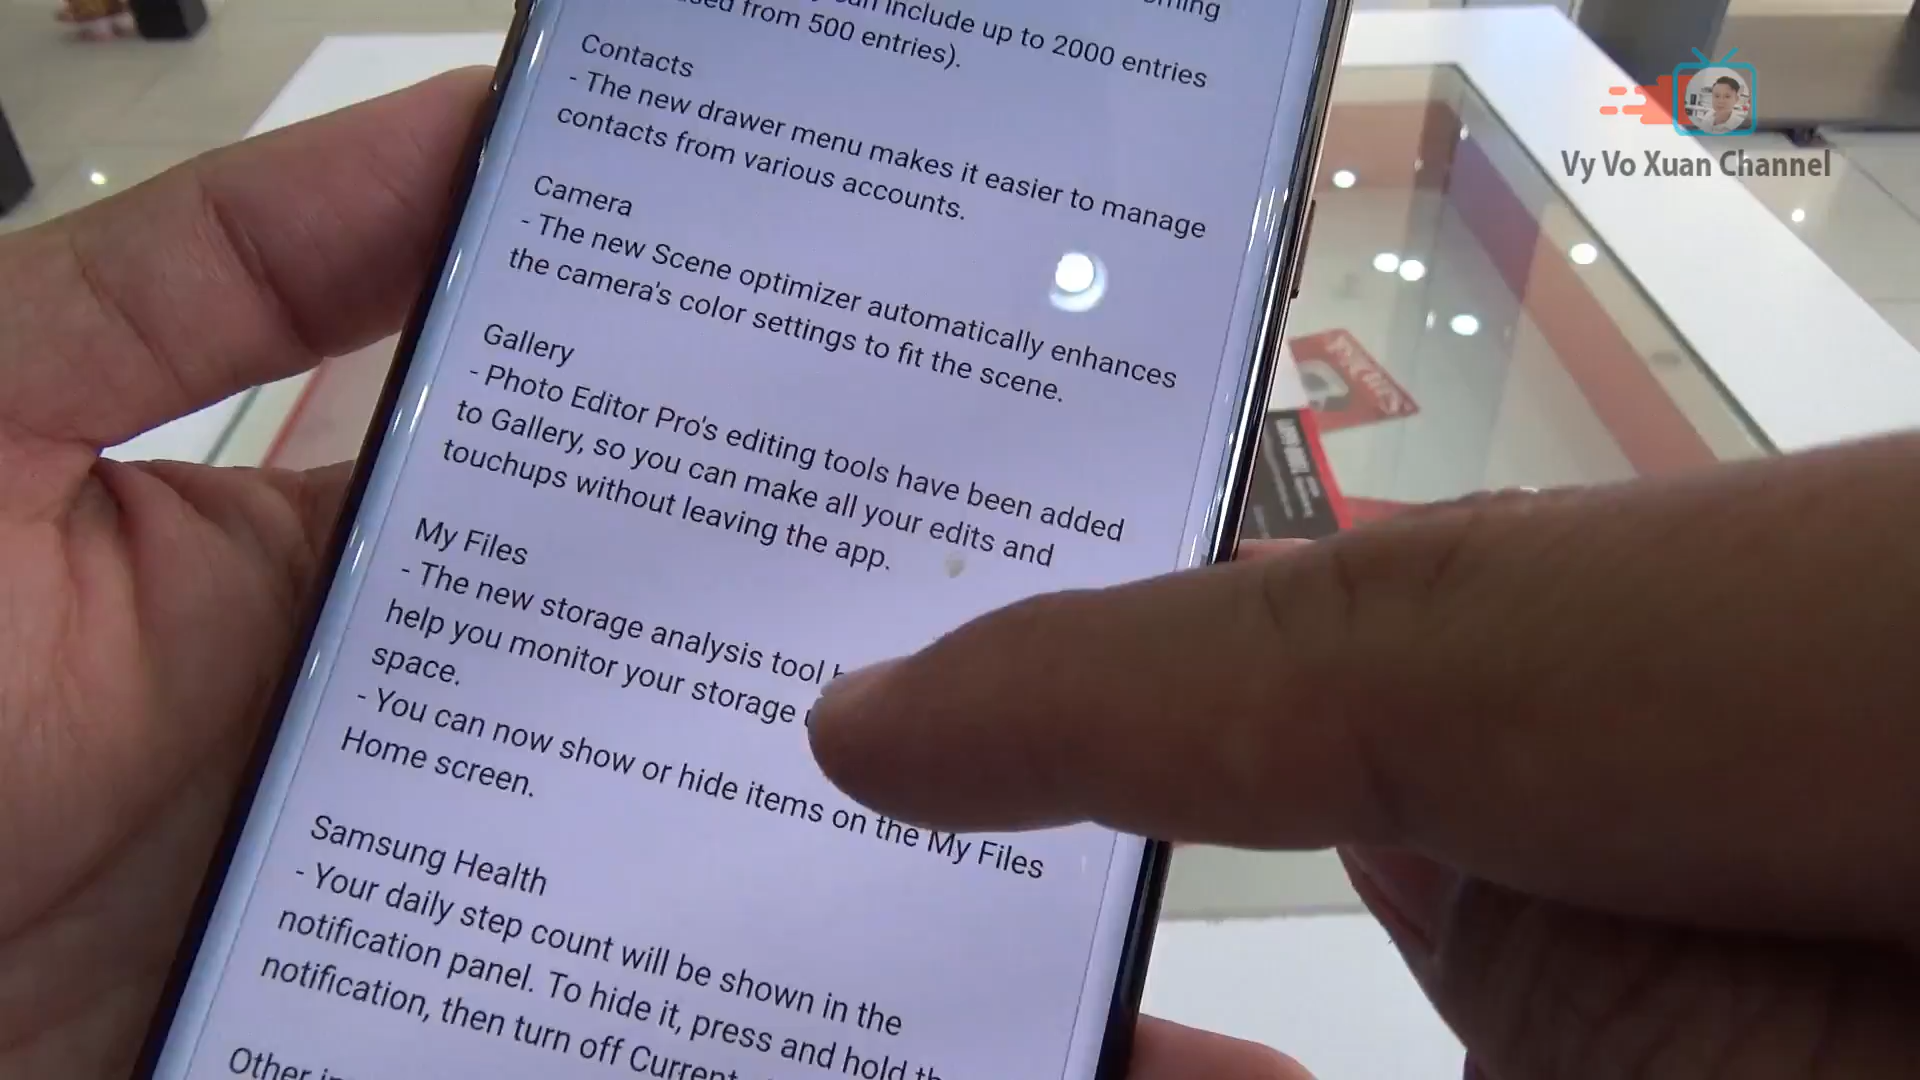 include up to 2000 entries
from 500 entries).
Contacts
- The new drawer menu makes it easier to manage
contacts from various accounts.
Camera
- The new Scene optimizer automatically enhances
the camera's color settings to fit the scene.
Gallery
- Photo Editor Pro's editing tools have been added
to Gallery, so you can make all your edits and
touchups without leaving the app.
My Files
- The new storage analysis tool
help you monitor your storage
space.
- You can now show or hide items on the My Files
Home screen.
Samsung Health
- Your daily step count will be shown in the
notification panel. To hide it, press and hold
notification, then turn off Current
Other
Vy Vo Xuan Channel